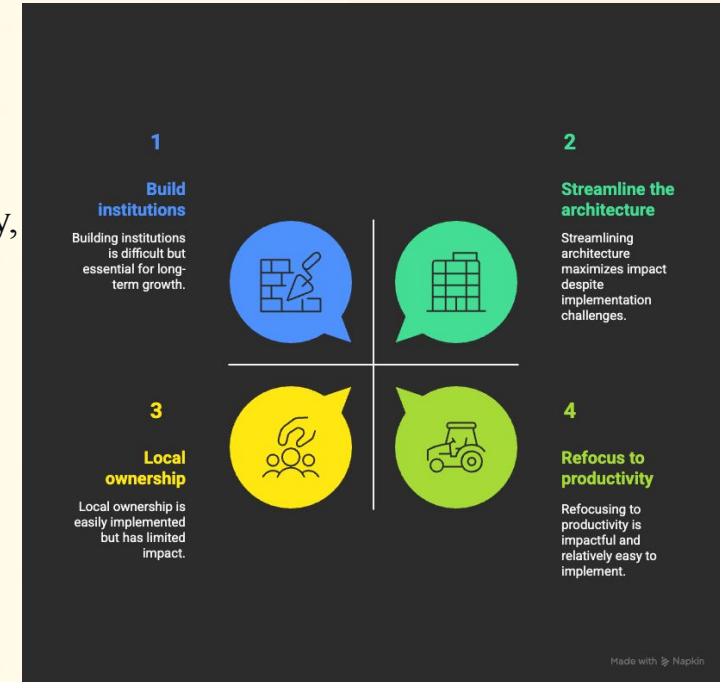 y,
1
Build
institutions
Building institutions
is difficult but
essential for long-
term growth.
2
Streamline the
architecture
Streamlining
architecture
maximizes impact
despite
implementation
challenges.
3
Local
ownership
Local ownership is
easily implemented
but has limited
impact.
4
Refocus to
productivity
Refocusing to
productivity is
impactful and
relatively easy to
implement.
Made with Napkin